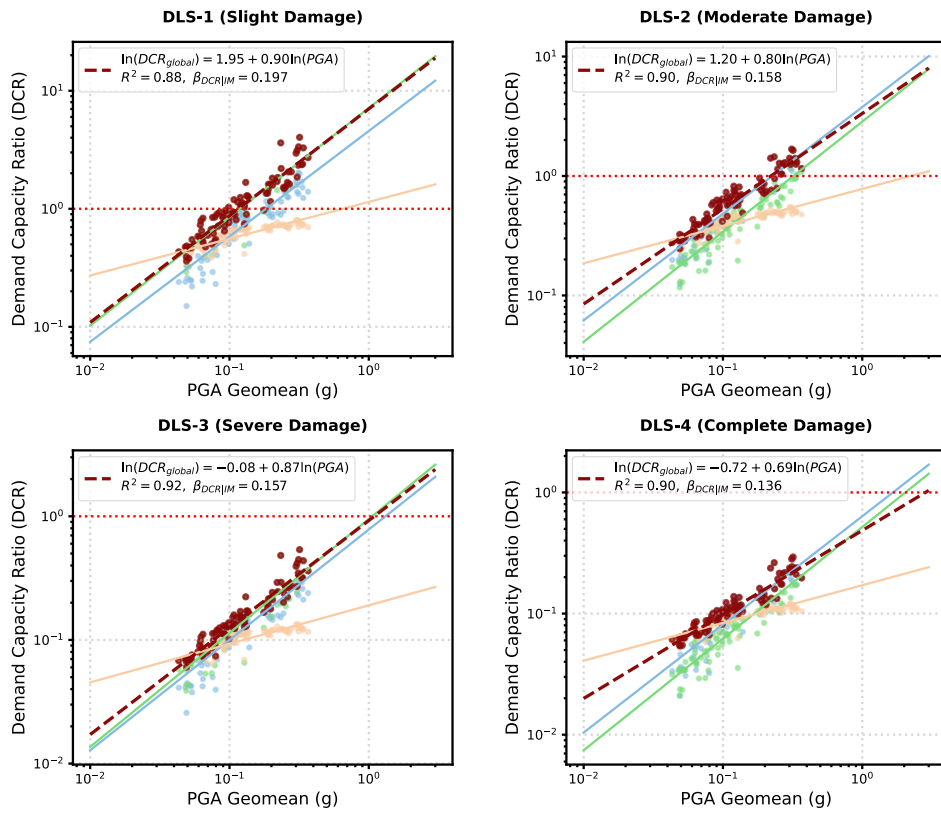 DLS-1 (Slight Damage)
ln(DCR_global) = 1.95 + 0.90ln(PGA)
R² = 0.88, β_DCR|IM = 0.197
Demand Capacity Ratio (DCR)
10¹
10⁰
10⁻¹
10⁻² 10⁻¹ 10⁰
PGA Geomean (g)
DLS-2 (Moderate Damage)
ln(DCR_global) = 1.20 + 0.80ln(PGA)
R² = 0.90, β_DCR|IM = 0.158
Demand Capacity Ratio (DCR)
10¹
10⁰
10⁻¹
10⁻² 10⁻¹ 10⁰
PGA Geomean (g)
DLS-3 (Severe Damage)
ln(DCR_global) = −0.08 + 0.87ln(PGA)
R² = 0.92, β_DCR|IM = 0.157
Demand Capacity Ratio (DCR)
10⁰
10⁻¹
10⁻²
10⁻² 10⁻¹ 10⁰
PGA Geomean (g)
DLS-4 (Complete Damage)
ln(DCR_global) = −0.72 + 0.69ln(PGA)
R² = 0.90, β_DCR|IM = 0.136
Demand Capacity Ratio (DCR)
10⁰
10⁻¹
10⁻²
10⁻² 10⁻¹ 10⁰
PGA Geomean (g)